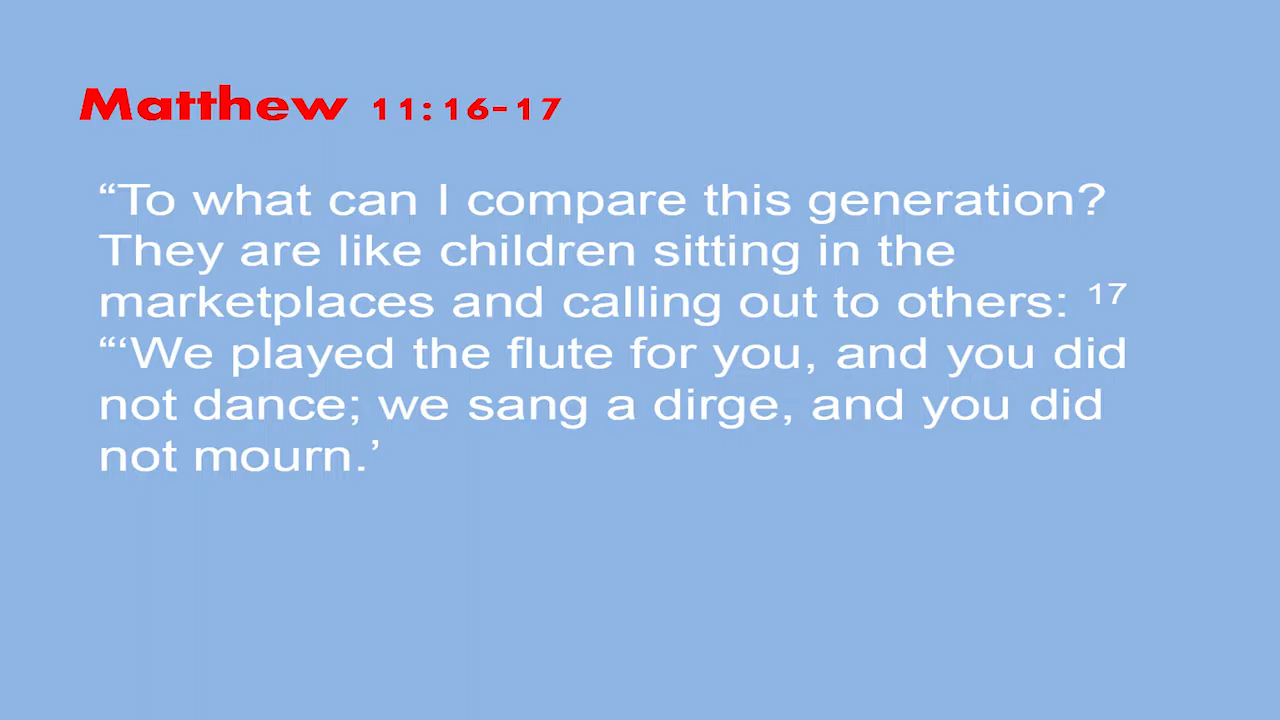 Matthew 11:16-17
“To what can I compare this generation?
They are like children sitting in the
marketplaces and calling out to others: 17
“‘We played the flute for you, and you did
not dance; we sang a dirge, and you did
not mourn.’